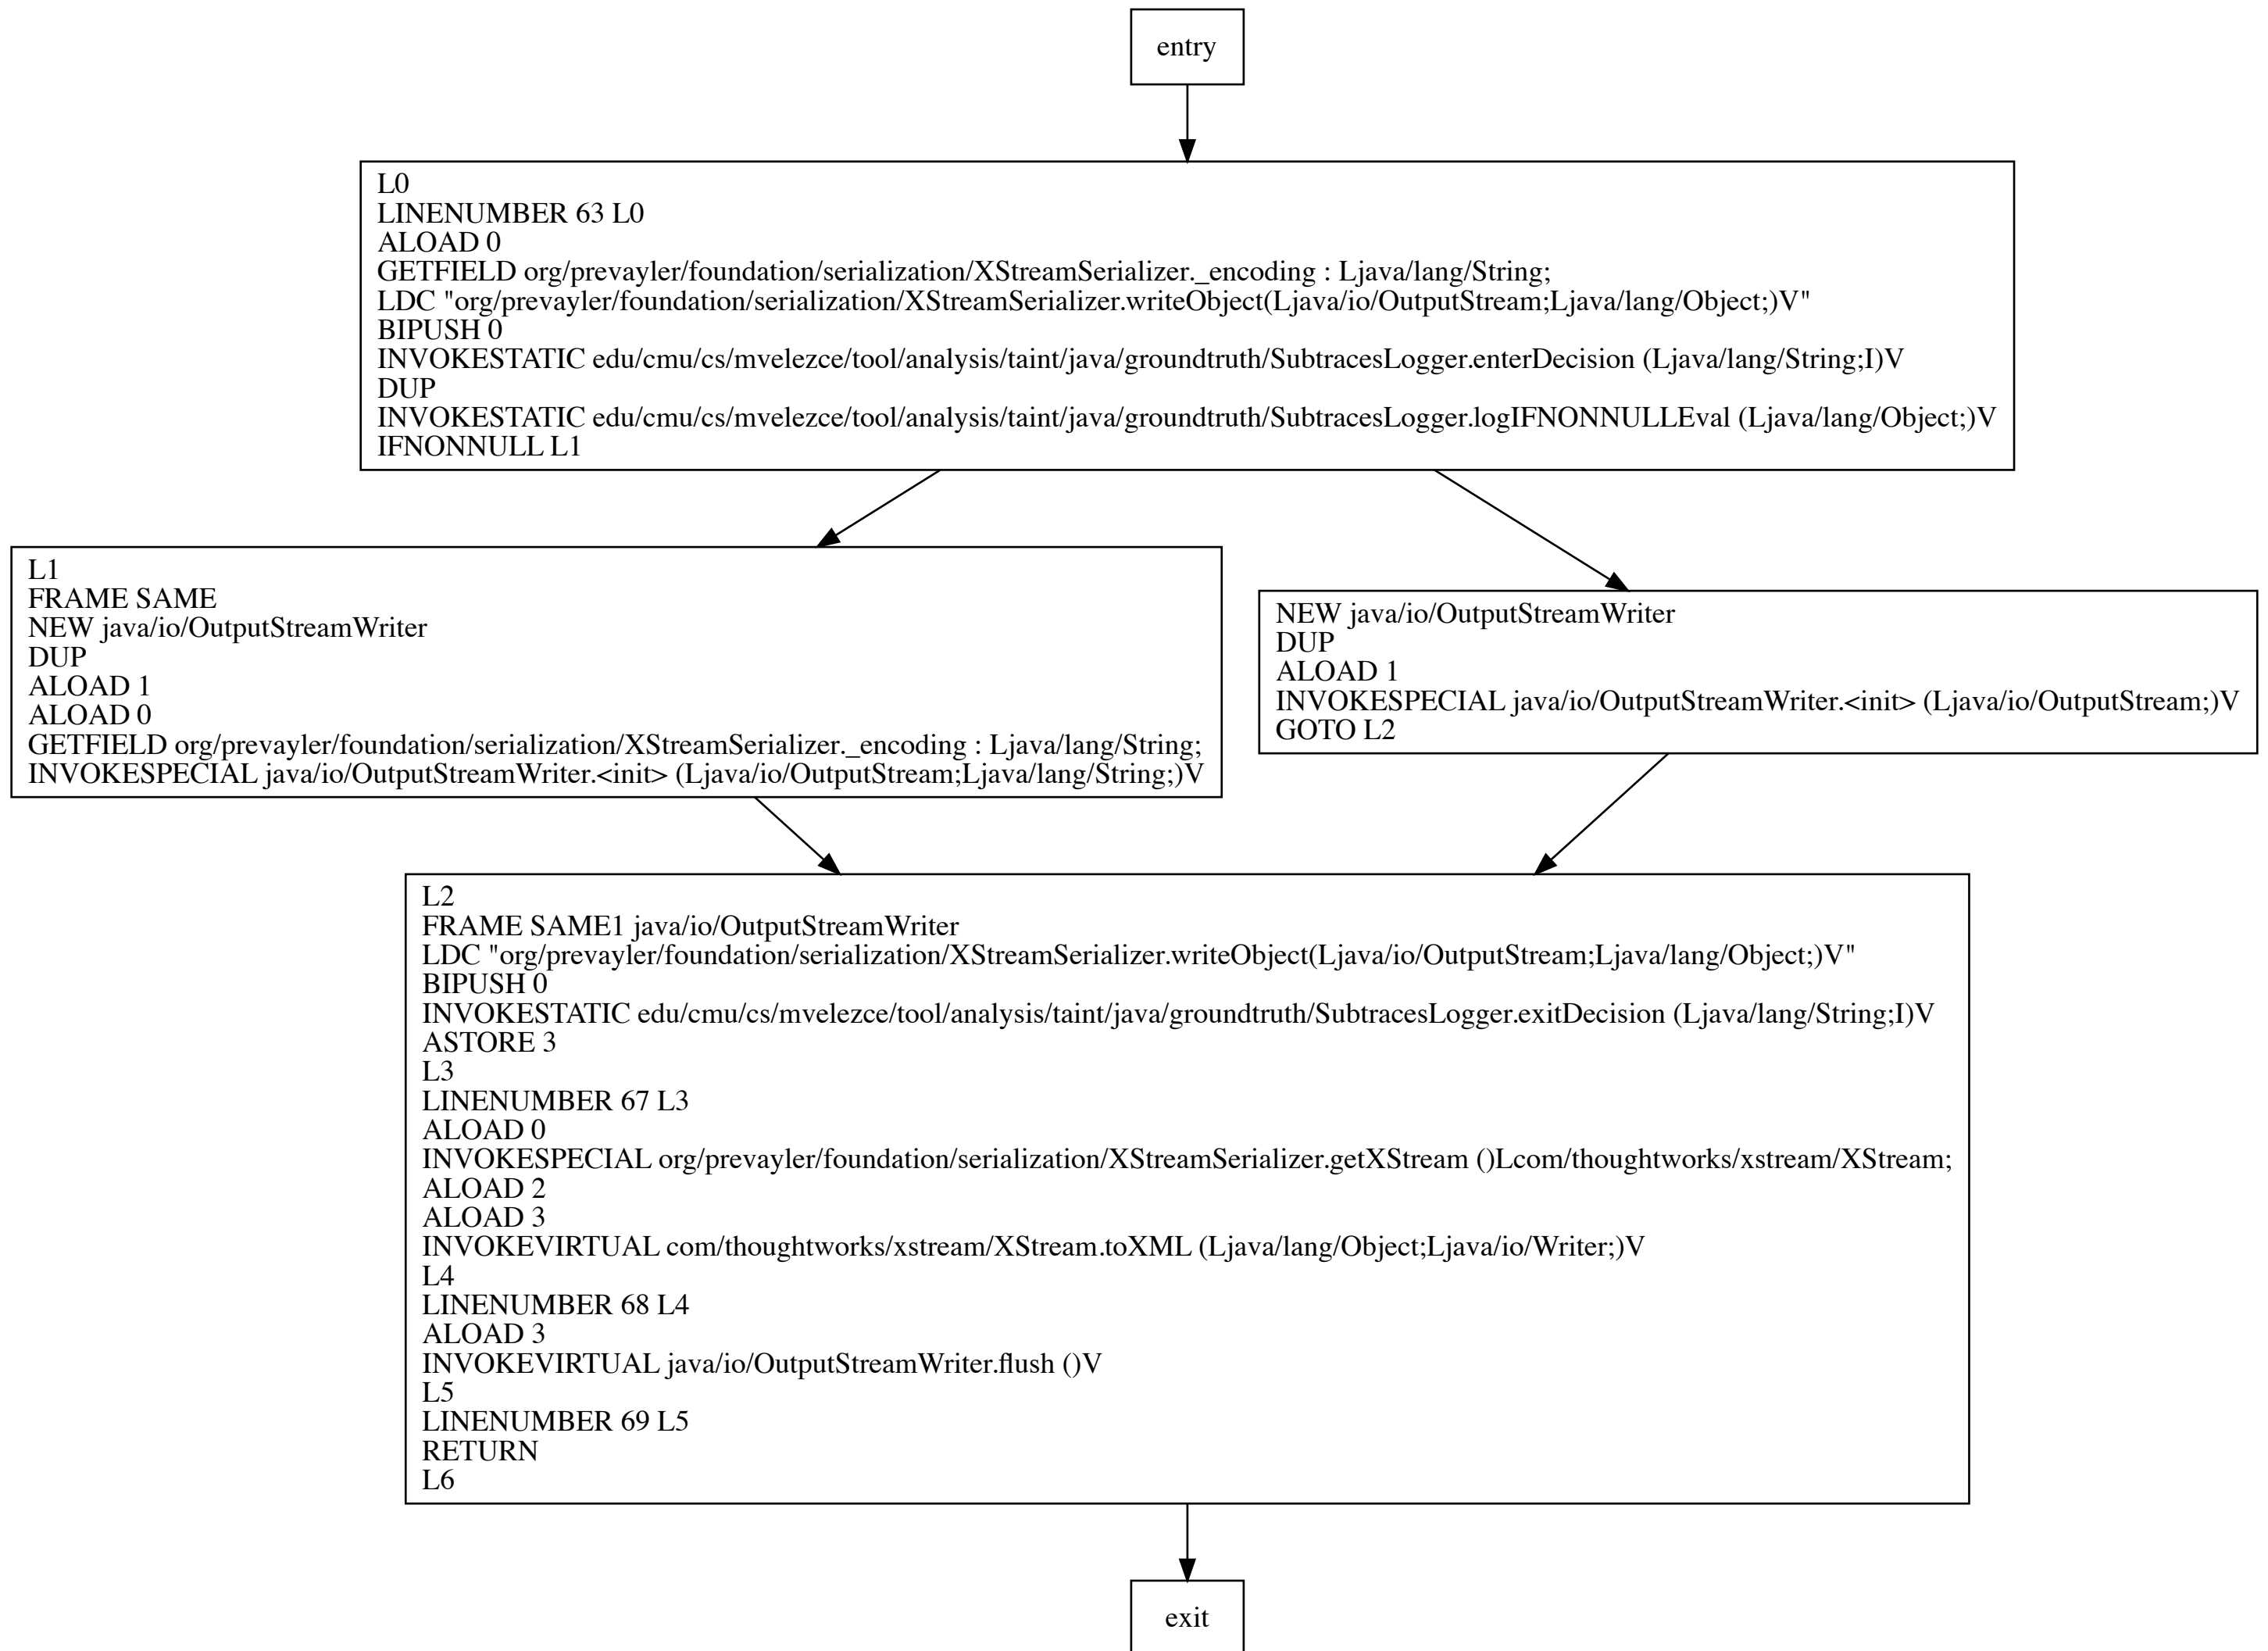 entry
L0
LINENUMBER 63 L0
ALOAD 0
GETFIELD org/prevayler/foundation/serialization/XStreamSerializer._encoding : Ljava/lang/String;
LDC "org/prevayler/foundation/serialization/XStreamSerializer.writeObject(Ljava/io/OutputStream;Ljava/lang/Object;)V"
BIPUSH 0
INVOKESTATIC edu/cmu/cs/mvelezce/tool/analysis/taint/java/groundtruth/SubtracesLogger.enterDecision (Ljava/lang/String;I)V
DUP
INVOKESTATIC edu/cmu/cs/mvelezce/tool/analysis/taint/java/groundtruth/SubtracesLogger.logIFNONNULLEval (Ljava/lang/Object;)V
IFNONNULL L1
L1
FRAME SAME
NEW java/io/OutputStreamWriter
DUP
ALOAD 1
ALOAD 0
GETFIELD org/prevayler/foundation/serialization/XStreamSerializer._encoding : Ljava/lang/String;
INVOKESPECIAL java/io/OutputStreamWriter.<init> (Ljava/io/OutputStream;Ljava/lang/String;)V
NEW java/io/OutputStreamWriter
DUP
ALOAD 1
INVOKESPECIAL java/io/OutputStreamWriter.<init> (Ljava/io/OutputStream;)V
GOTO L2
L2
FRAME SAME1 java/io/OutputStreamWriter
LDC "org/prevayler/foundation/serialization/XStreamSerializer.writeObject(Ljava/io/OutputStream;Ljava/lang/Object;)V"
BIPUSH 0
INVOKESTATIC edu/cmu/cs/mvelezce/tool/analysis/taint/java/groundtruth/SubtracesLogger.exitDecision (Ljava/lang/String;I)V
ASTORE 3
L3
LINENUMBER 67 L3
ALOAD 0
INVOKESPECIAL org/prevayler/foundation/serialization/XStreamSerializer.getXStream ()Lcom/thoughtworks/xstream/XStream;
ALOAD 2
ALOAD 3
INVOKEVIRTUAL com/thoughtworks/xstream/XStream.toXML (Ljava/lang/Object;Ljava/io/Writer;)V
L4
LINENUMBER 68 L4
ALOAD 3
INVOKEVIRTUAL java/io/OutputStreamWriter.flush ()V
L5
LINENUMBER 69 L5
RETURN
L6
exit